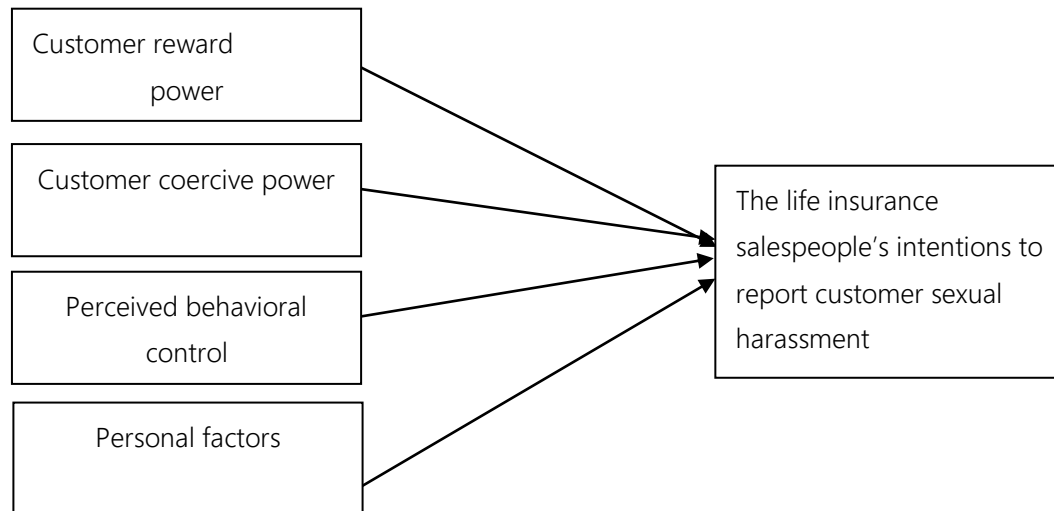 Customer reward
power
Customer coercive power
Perceived behavioral
control
Personal factors
The life insurance
salespeople's intentions to
report customer sexual
harassment